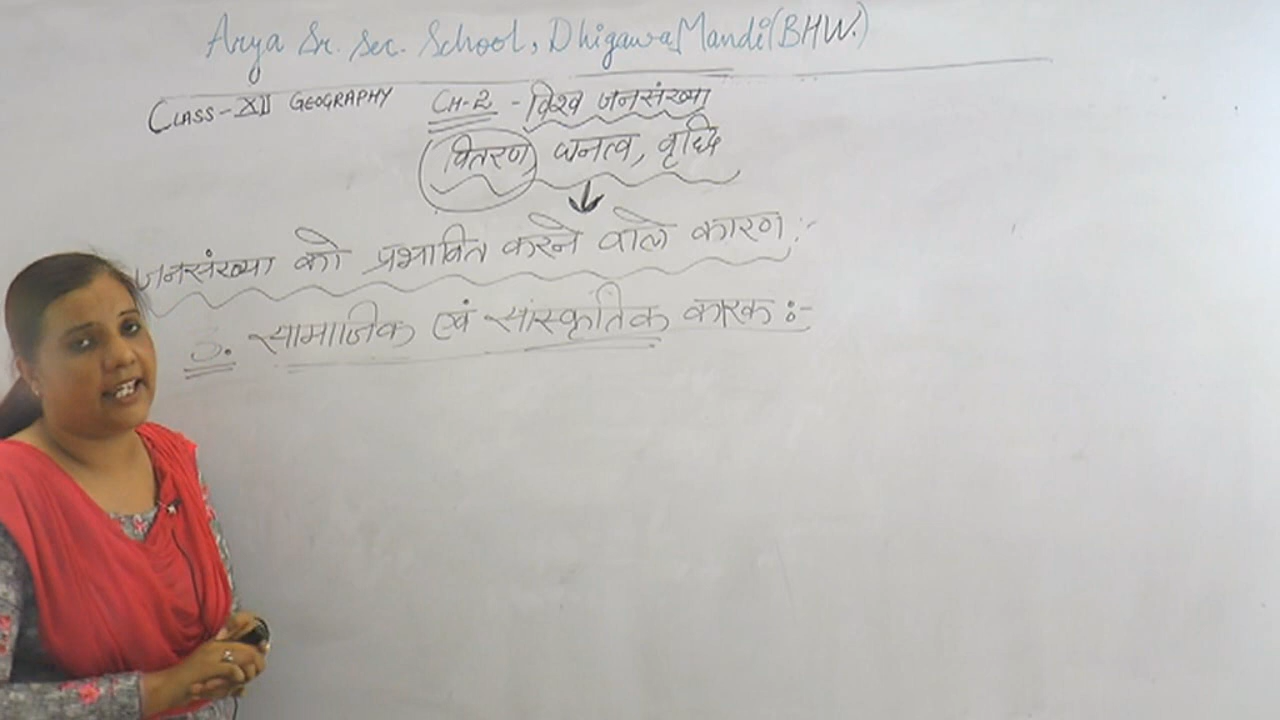 Arya Sr. Sec. School, Dhigawa Mandi (BHW.)
CLASS-XII GEOGRAPHY CH-2 - विश्व जनसंख्या
वितरण घनत्व, वृद्धि
जनसंख्या को प्रभावित करने वाले कारण:-
3. सामाजिक एवं सांस्कृतिक कारक:-